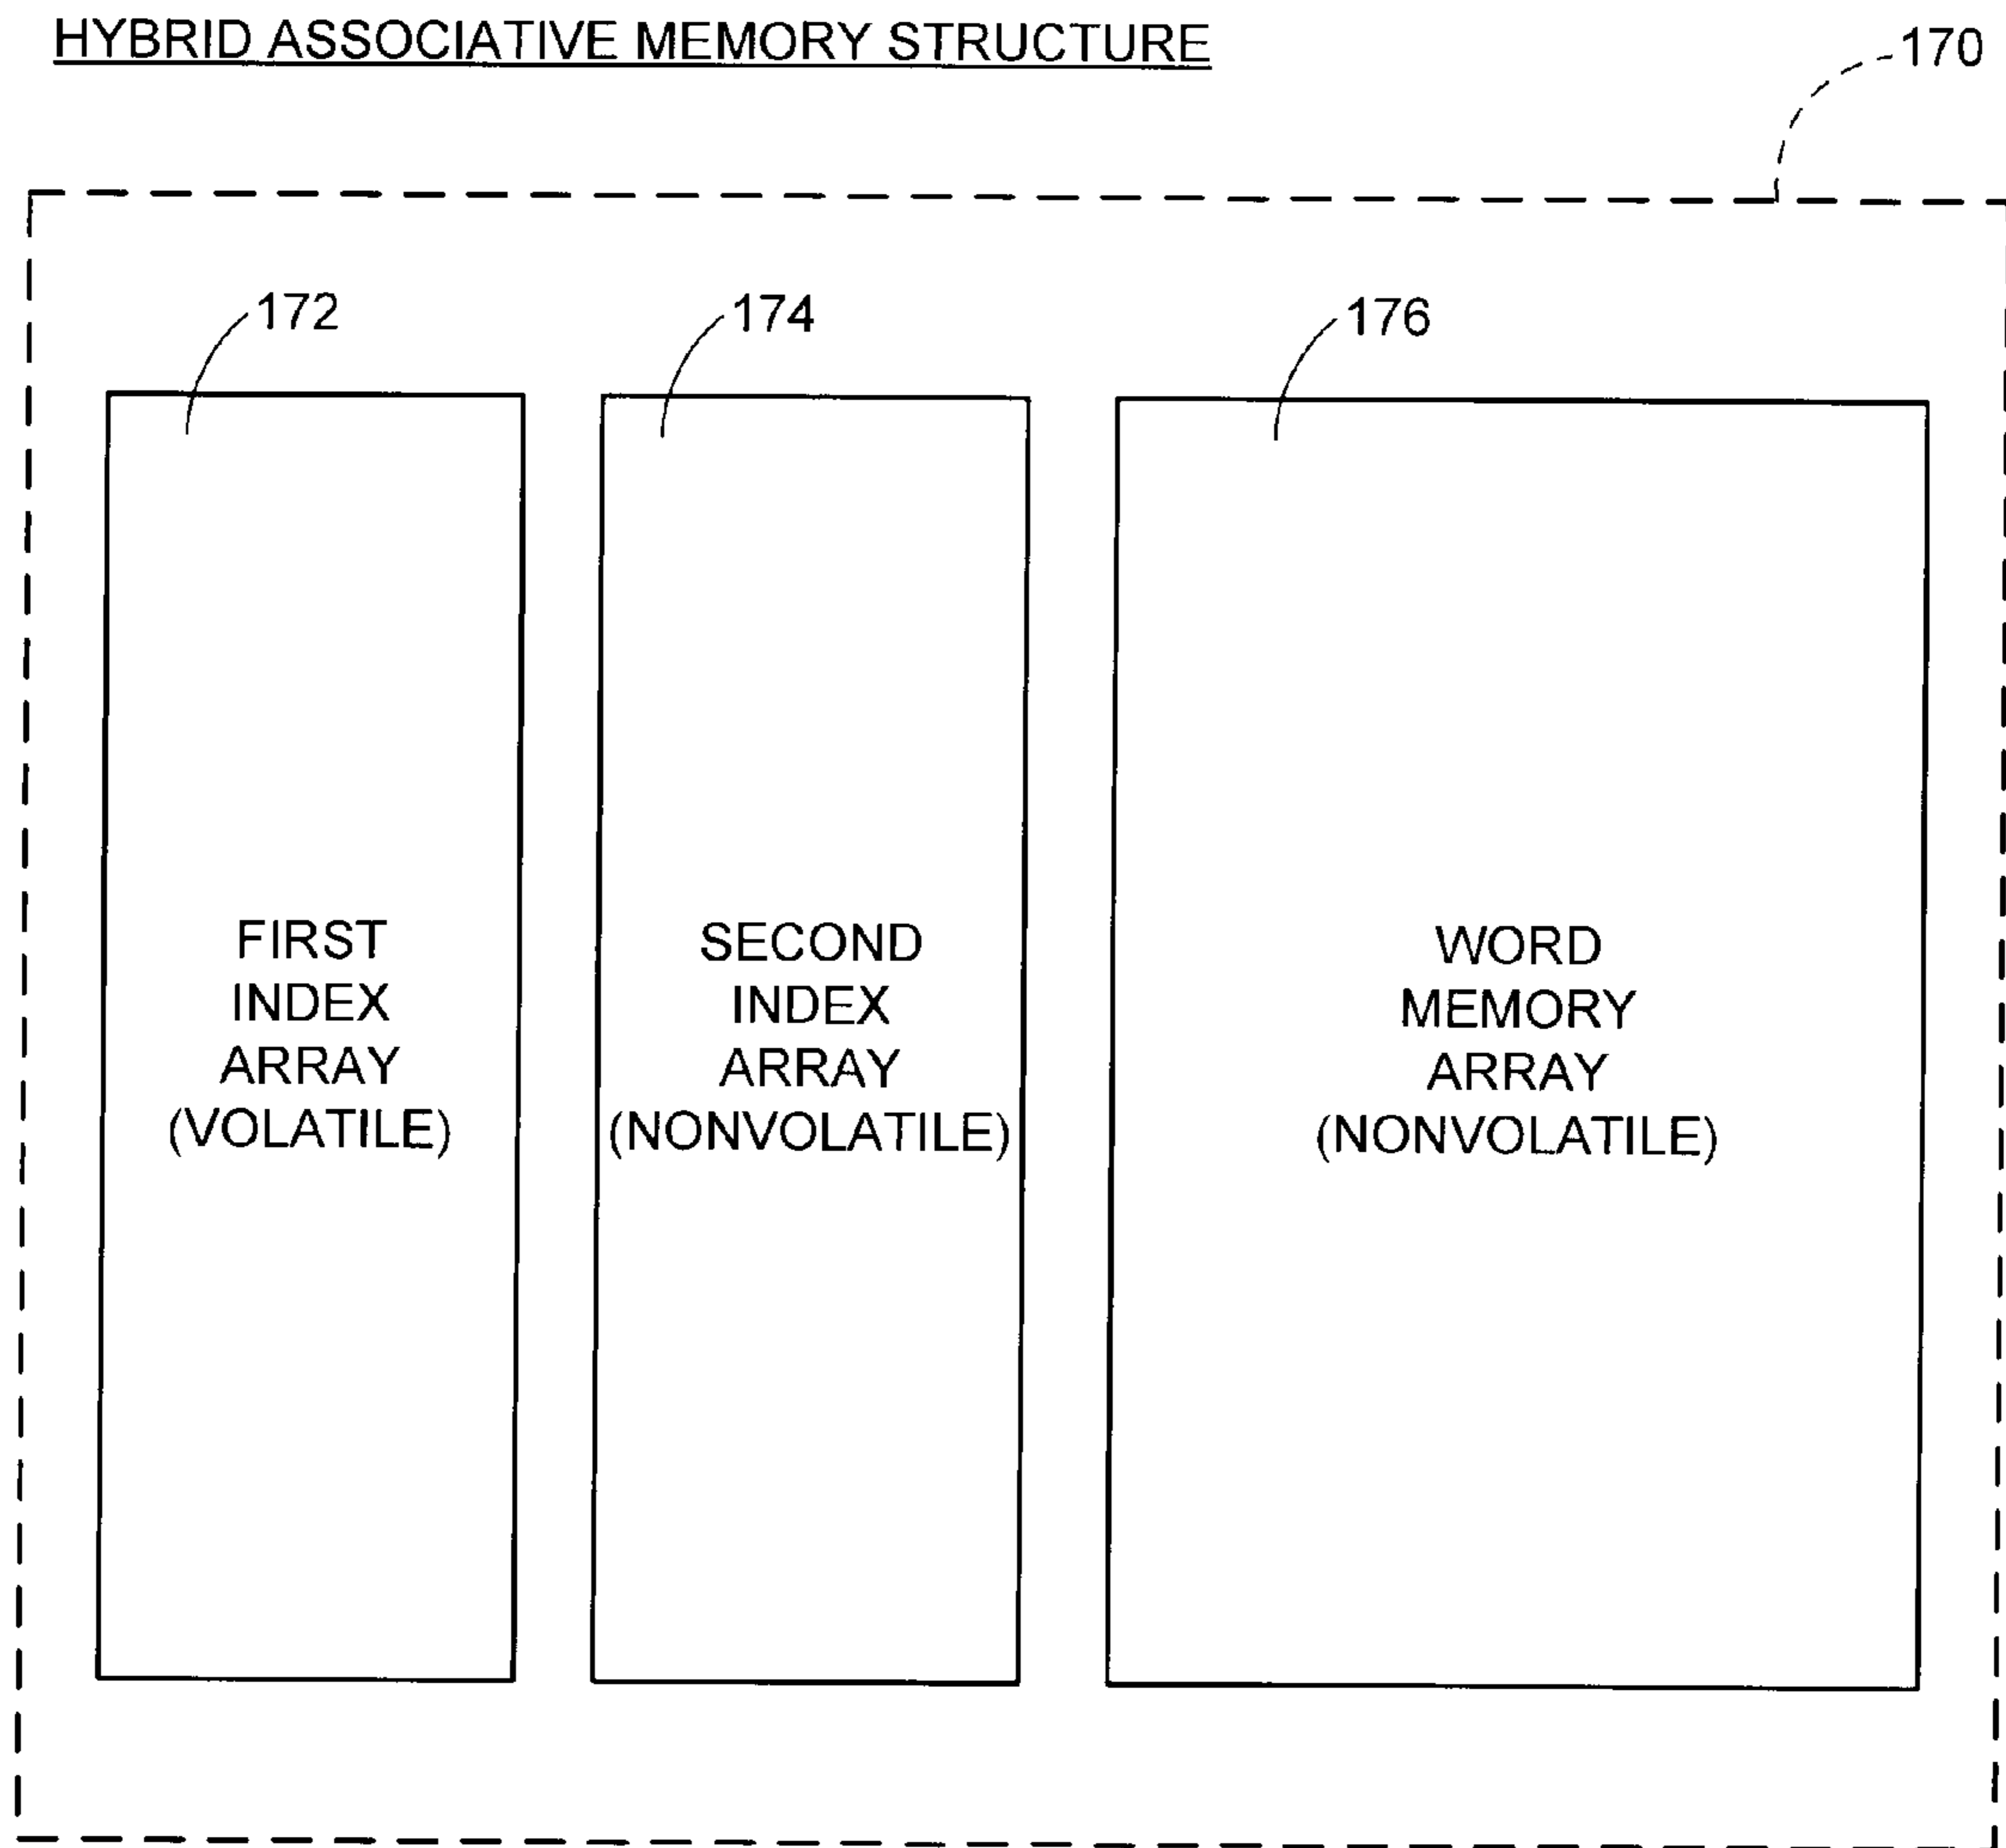 HYBRID ASSOCIATIVE MEMORY STRUCTURE
170
172
174
176
FIRST
INDEX
ARRAY
(VOLATILE)
SECOND
INDEX
ARRAY
(NONVOLATILE)
WORD
MEMORY
ARRAY
(NONVOLATILE)